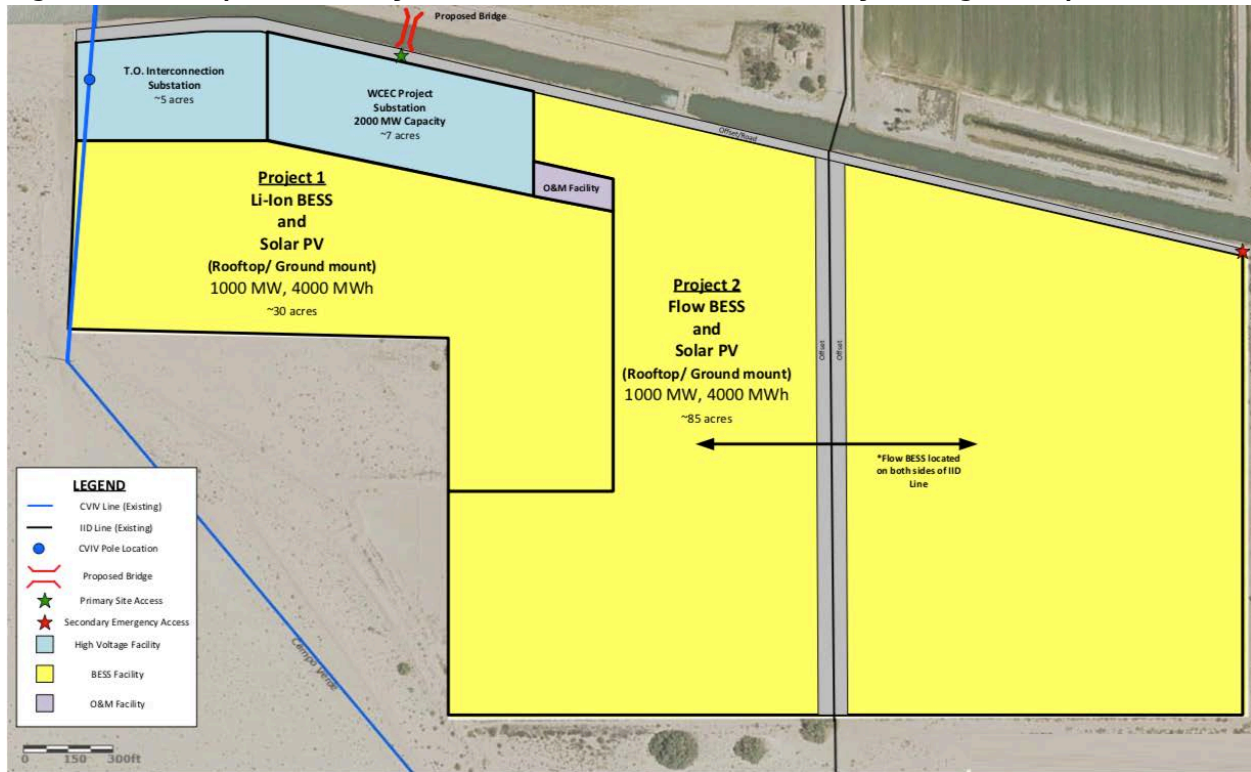 Proposed Bridge
T.O. Interconnection
Substation
~5 acres
WCEC Project
Substation
2000 MW Capacity
~7 acres
Offset/Road
O&M Facility
Project 1
Li-Ion BESS
and
Solar PV
(Rooftop/ Ground mount)
1000 MW, 4000 MWh
~30 acres
Project 2
Flow BESS
and
Solar PV
(Rooftop/ Ground mount)
1000 MW, 4000 MWh
~85 acres
Offset
Offset
*Flow BESS located
on both sides of IID
Line
LEGEND
CVIV Line (Existing)
IID Line (Existing)
CVIV Pole Location
Proposed Bridge
Primary Site Access
Secondary Emergency Access
High Voltage Facility
BESS Facility
O&M Facility
Campo Verde
0 150 300ft